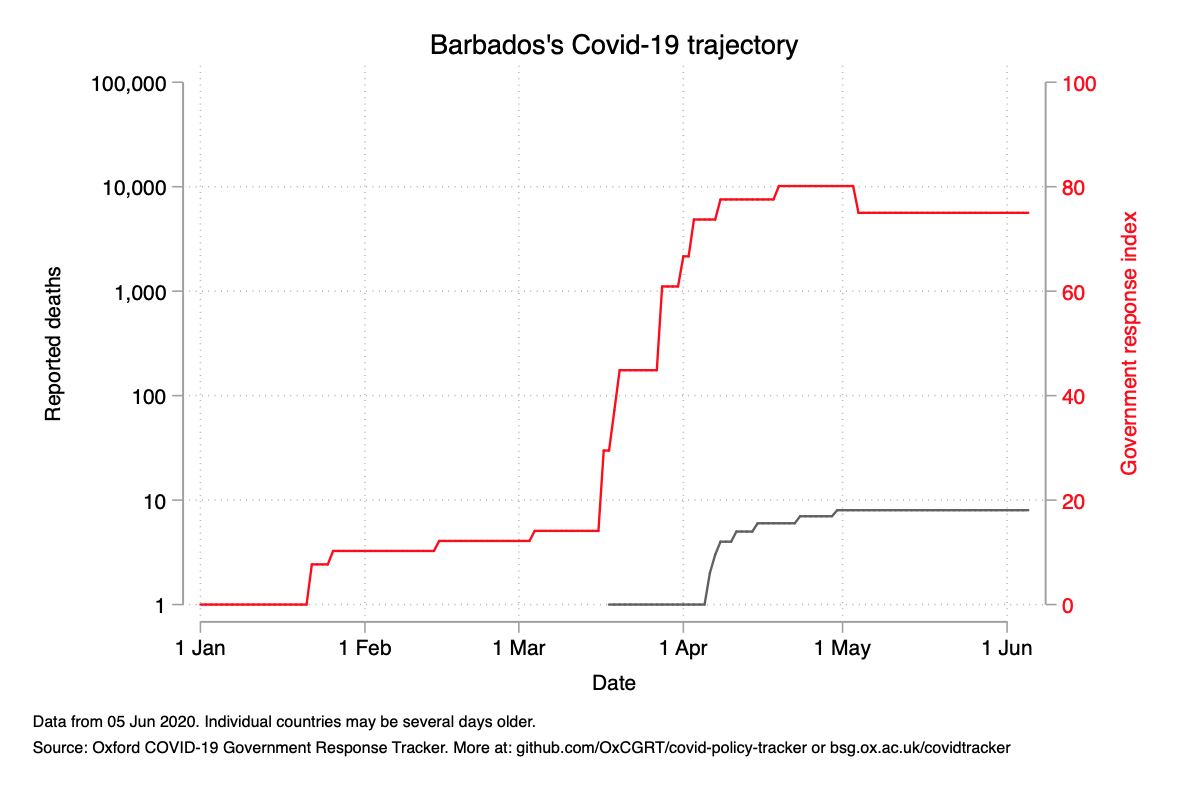 Barbados's Covid-19 trajectory
100,000
10,000
1,000
100
10
1
Reported deaths
100
80
60
40
20
0
Government response index
1 Jan
1 Feb
1 Mar
1 Apr
1 May
1 Jun
Date
Data from 05 Jun 2020. Individual countries may be several days older.
Source: Oxford COVID-19 Government Response Tracker. More at: github.com/OxCGRT/covid-policy-tracker or bsg.ox.ac.uk/covidtracker